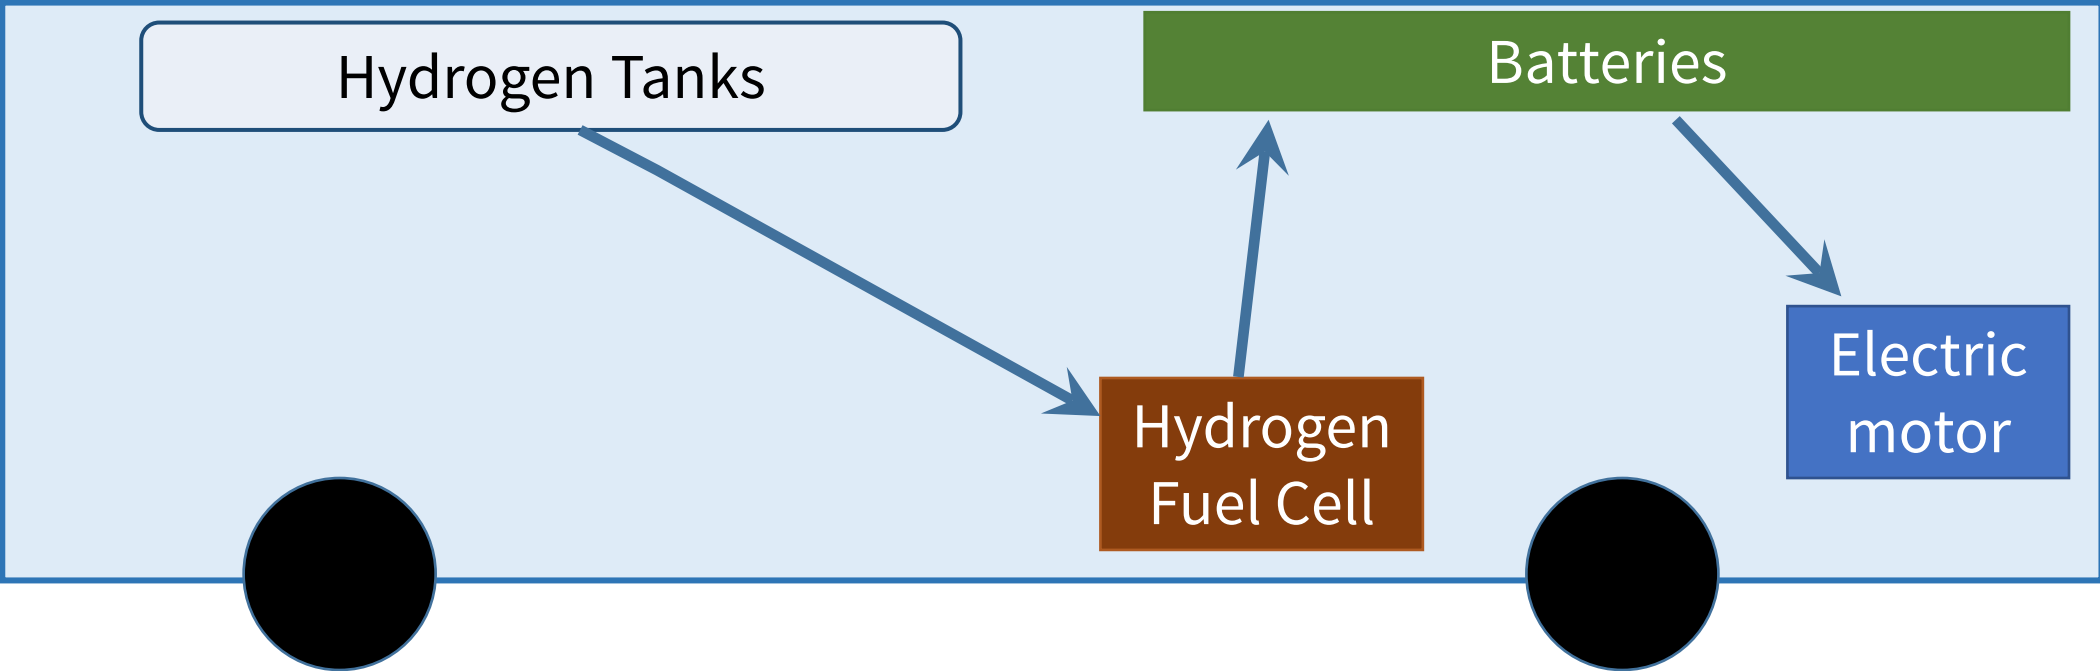 Hydrogen Tanks
Batteries
Hydrogen
Fuel Cell
Electric
motor